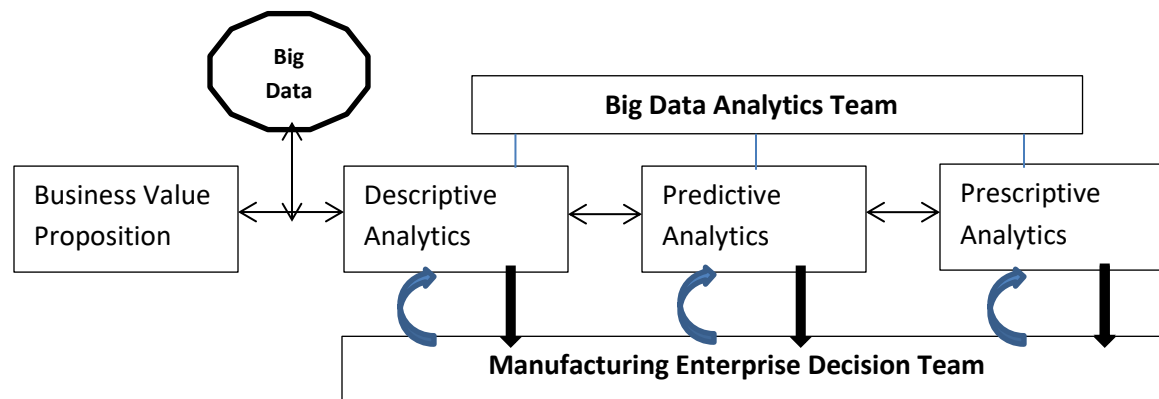 Big
Data
Big Data Analytics Team
Business Value
Proposition
Descriptive
Analytics
Predictive
Analytics
Prescriptive
Analytics
Manufacturing Enterprise Decision Team